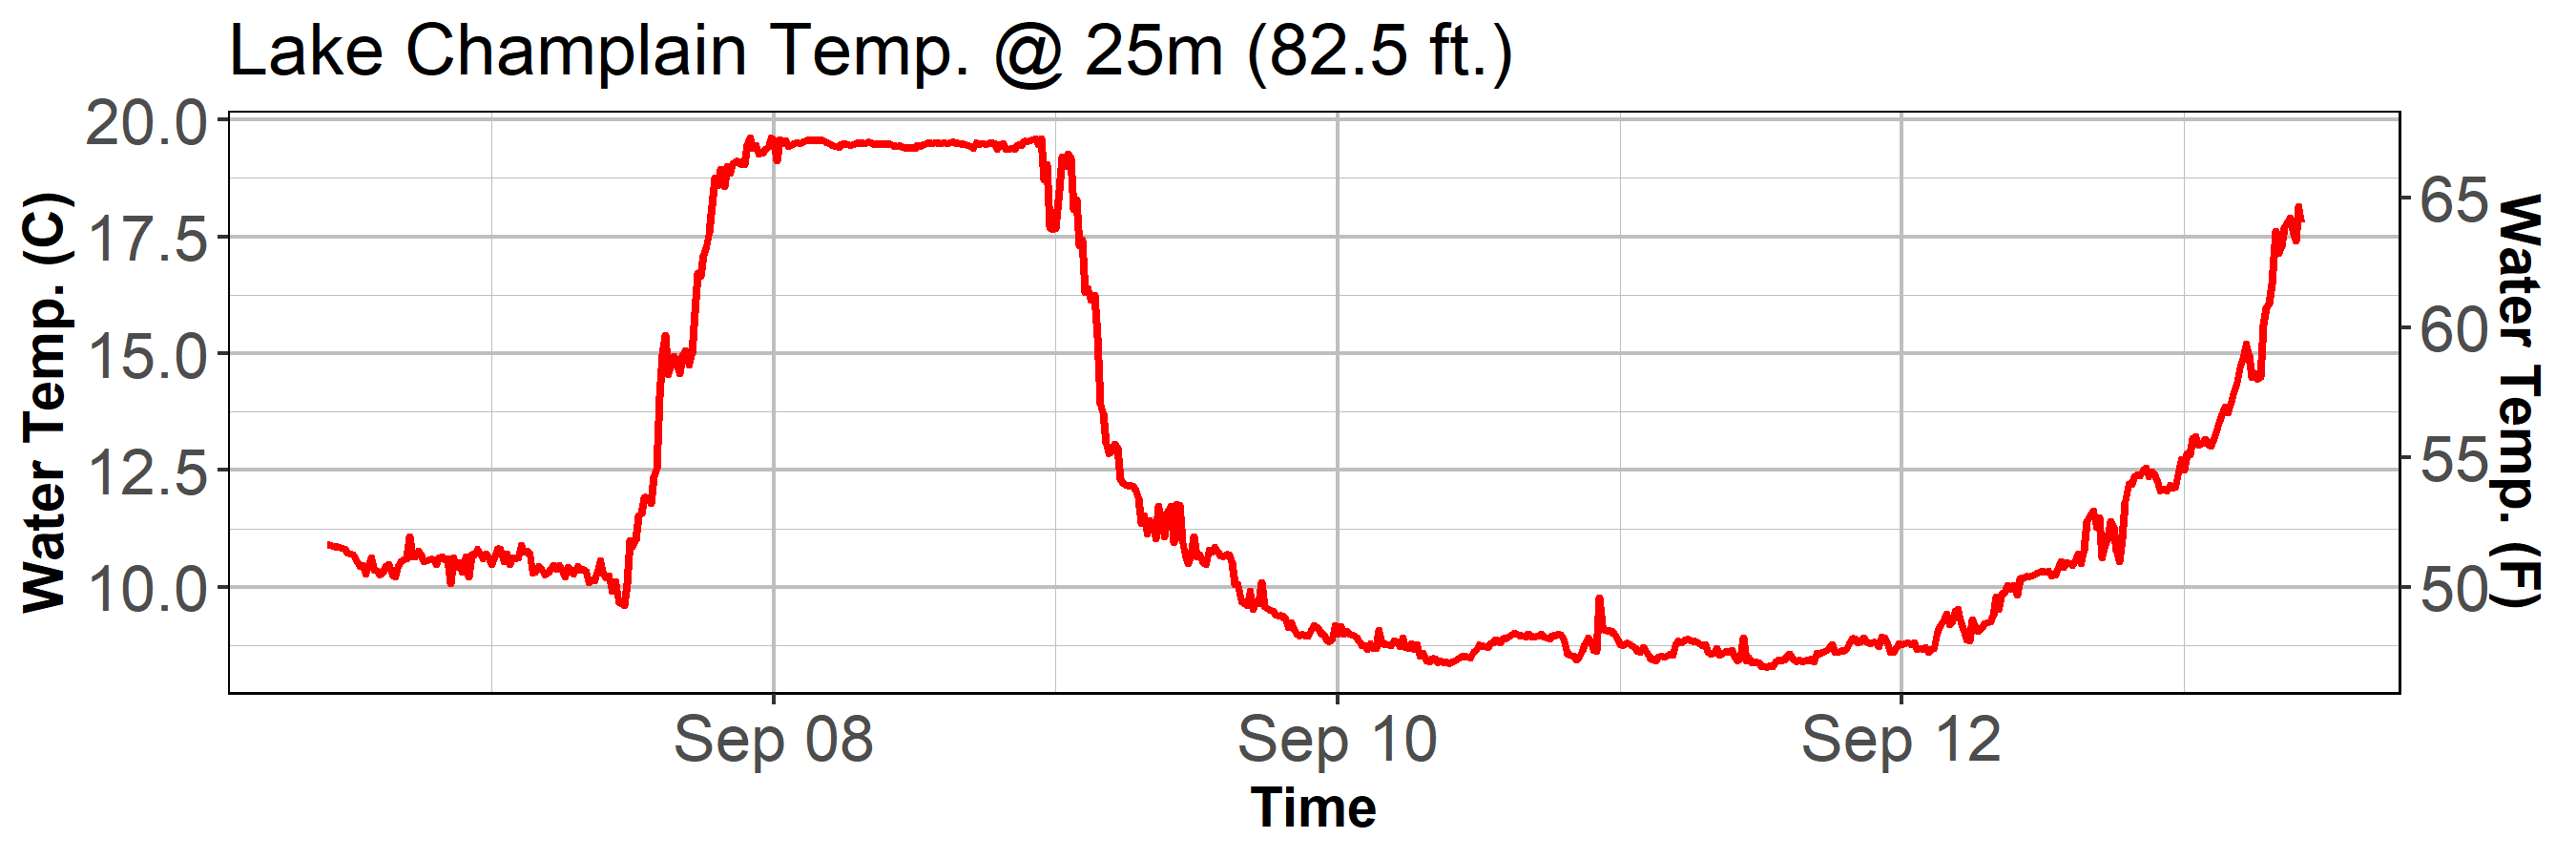 Lake Champlain Temp. @ 25m (82.5 ft.)
Water Temp. (C)
20.0
17.5
15.0
12.5
10.0
65
60
55
50
Water Temp. (F)
Sep 08
Sep 10
Sep 12
Time